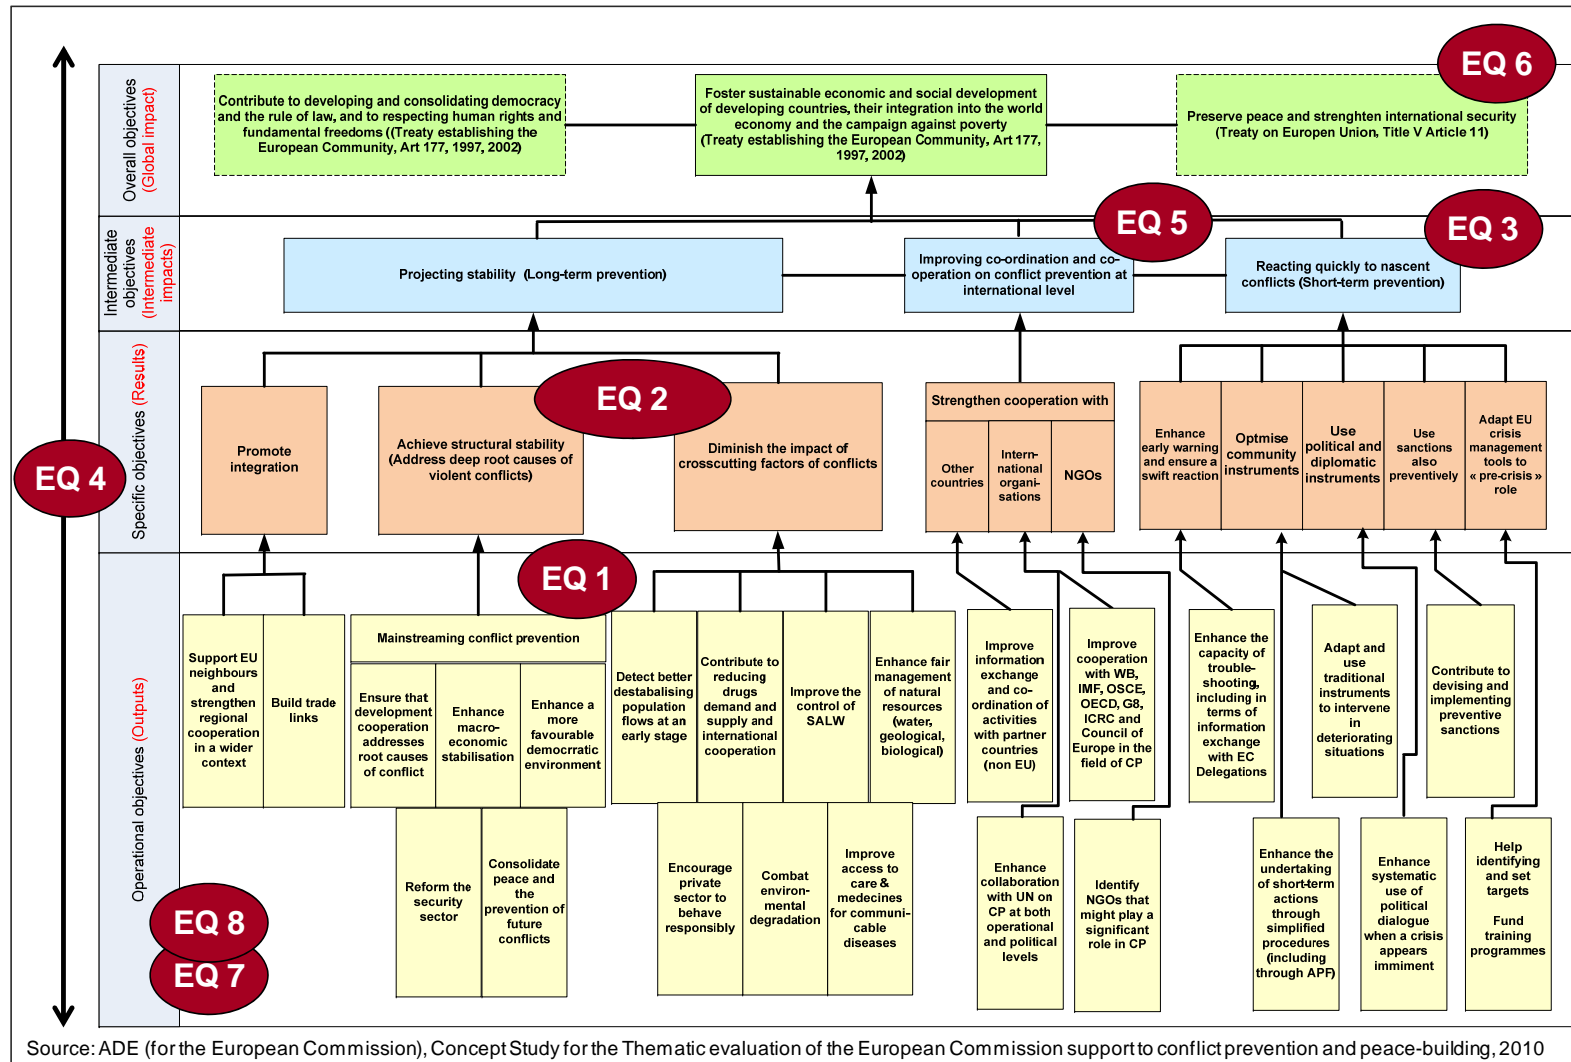 EQ 6
Overall objectives
(Global impact)
Contribute to developing and consolidating democracy
and the rule of law, and to respecting human rights and
fundamental freedoms ((Treaty establishing the
European Community, Art 177, 1997, 2002)
Foster sustainable economic and social development
of developing countries, their integration into the world
economy and the campaign against poverty
(Treaty establishing the European Community, Art 177,
1997, 2002)
Preserve peace and strenghten international security
(Treaty on Europen Union, Title V Article 11)
EQ 5
EQ 3
Intermediate
objectives
(Intermediate
impacts)
Projecting stability (Long-term prevention)
Improving co-ordination and co-
operation on conflict prevention at
international level
Reacting quickly to nascent
conflicts (Short-term prevention)
EQ 4
Specific objectives (Results)
EQ 2
Promote
integration
Achieve structural stability
(Address deep root causes of
violent conflicts)
Diminish the impact of
crosscutting factors of conflicts
Strengthen cooperation with
Other
countries
Inter-
national
organi-
sations
NGOs
Enhance
early warning
and ensure a
swift reaction
Optmise
community
instruments
Use
political and
diplomatic
instruments
Use
sanctions
also
preventively
Adapt EU
crisis
management
tools to
« pre-crisis »
role
EQ 1
Operational objectives (Outputs)
Support EU
neighbours
and
strengthen
regional
cooperation
in a wider
context
Build trade
links
Mainstreaming conflict prevention
Ensure that
development
cooperation
addresses
root causes
of conflict
Enhance
macro-
economic
stabilisation
Enhance a
more
favourable
democrratic
environment
Detect better
destabalising
population
flows at an
early stage
Contribute to
reducing
drugs
demand and
supply and
international
cooperation
Improve the
control of
SALW
Enhance fair
management
of natural
resources
(water,
geological,
biological)
Improve
information
exchange
and co-
ordination of
activities
with partner
countries
(non EU)
Improve
cooperation
with WB,
IMF, OSCE,
OECD, G8,
ICRC and
Council of
Europe in the
field of CP
Enhance the
capacity of
trouble-
shooting,
including in
terms of
information
exchange
with EC
Delegations
Adapt and
use
traditional
instruments
to intervene
in
deteriorating
situations
Contribute to
devising and
implementing
preventive
sanctions
Reform the
security
sector
Consolidate
peace and
the
prevention of
future
conflicts
Encourage
private
sector to
behave
responsibly
Combat
environ-
mental
degradation
Improve
access to
care &
medecines
for communi-
cable
diseases
Enhance
collaboration
with UN on
CP at both
operational
and political
levels
Identify
NGOs that
might play a
significant
role in CP
Enhance the
undertaking
of short-term
actions
through
simplified
procedures
(including
through APF)
Enhance
systematic
use of
political
dialogue
when a crisis
appears
immiment
Help
identifying
and set
targets
Fund
training
programmes
EQ 8
EQ 7
Source: ADE (for the European Commission), Concept Study for the Thematic evaluation of the European Commission support to conflict prevention and peace-building, 2010